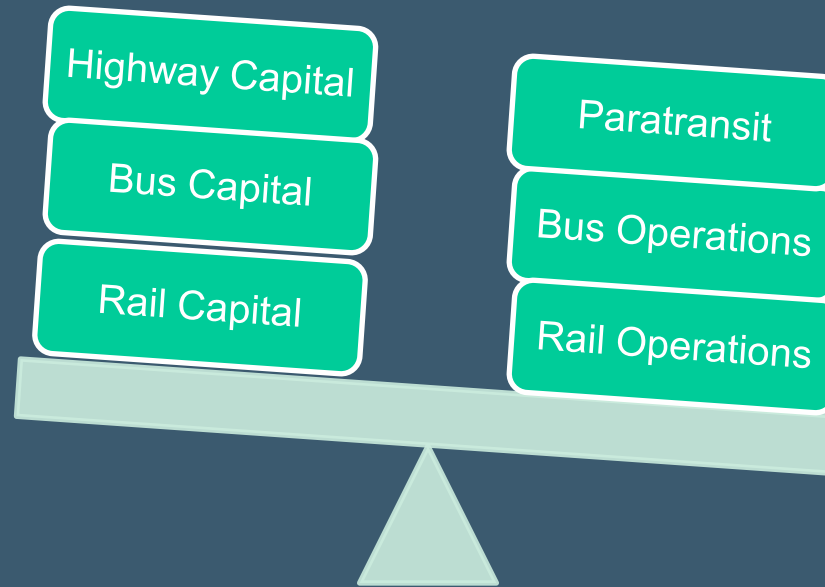 Highway Capital
Bus Capital
Rail Capital
Paratransit
Bus Operations
Rail Operations